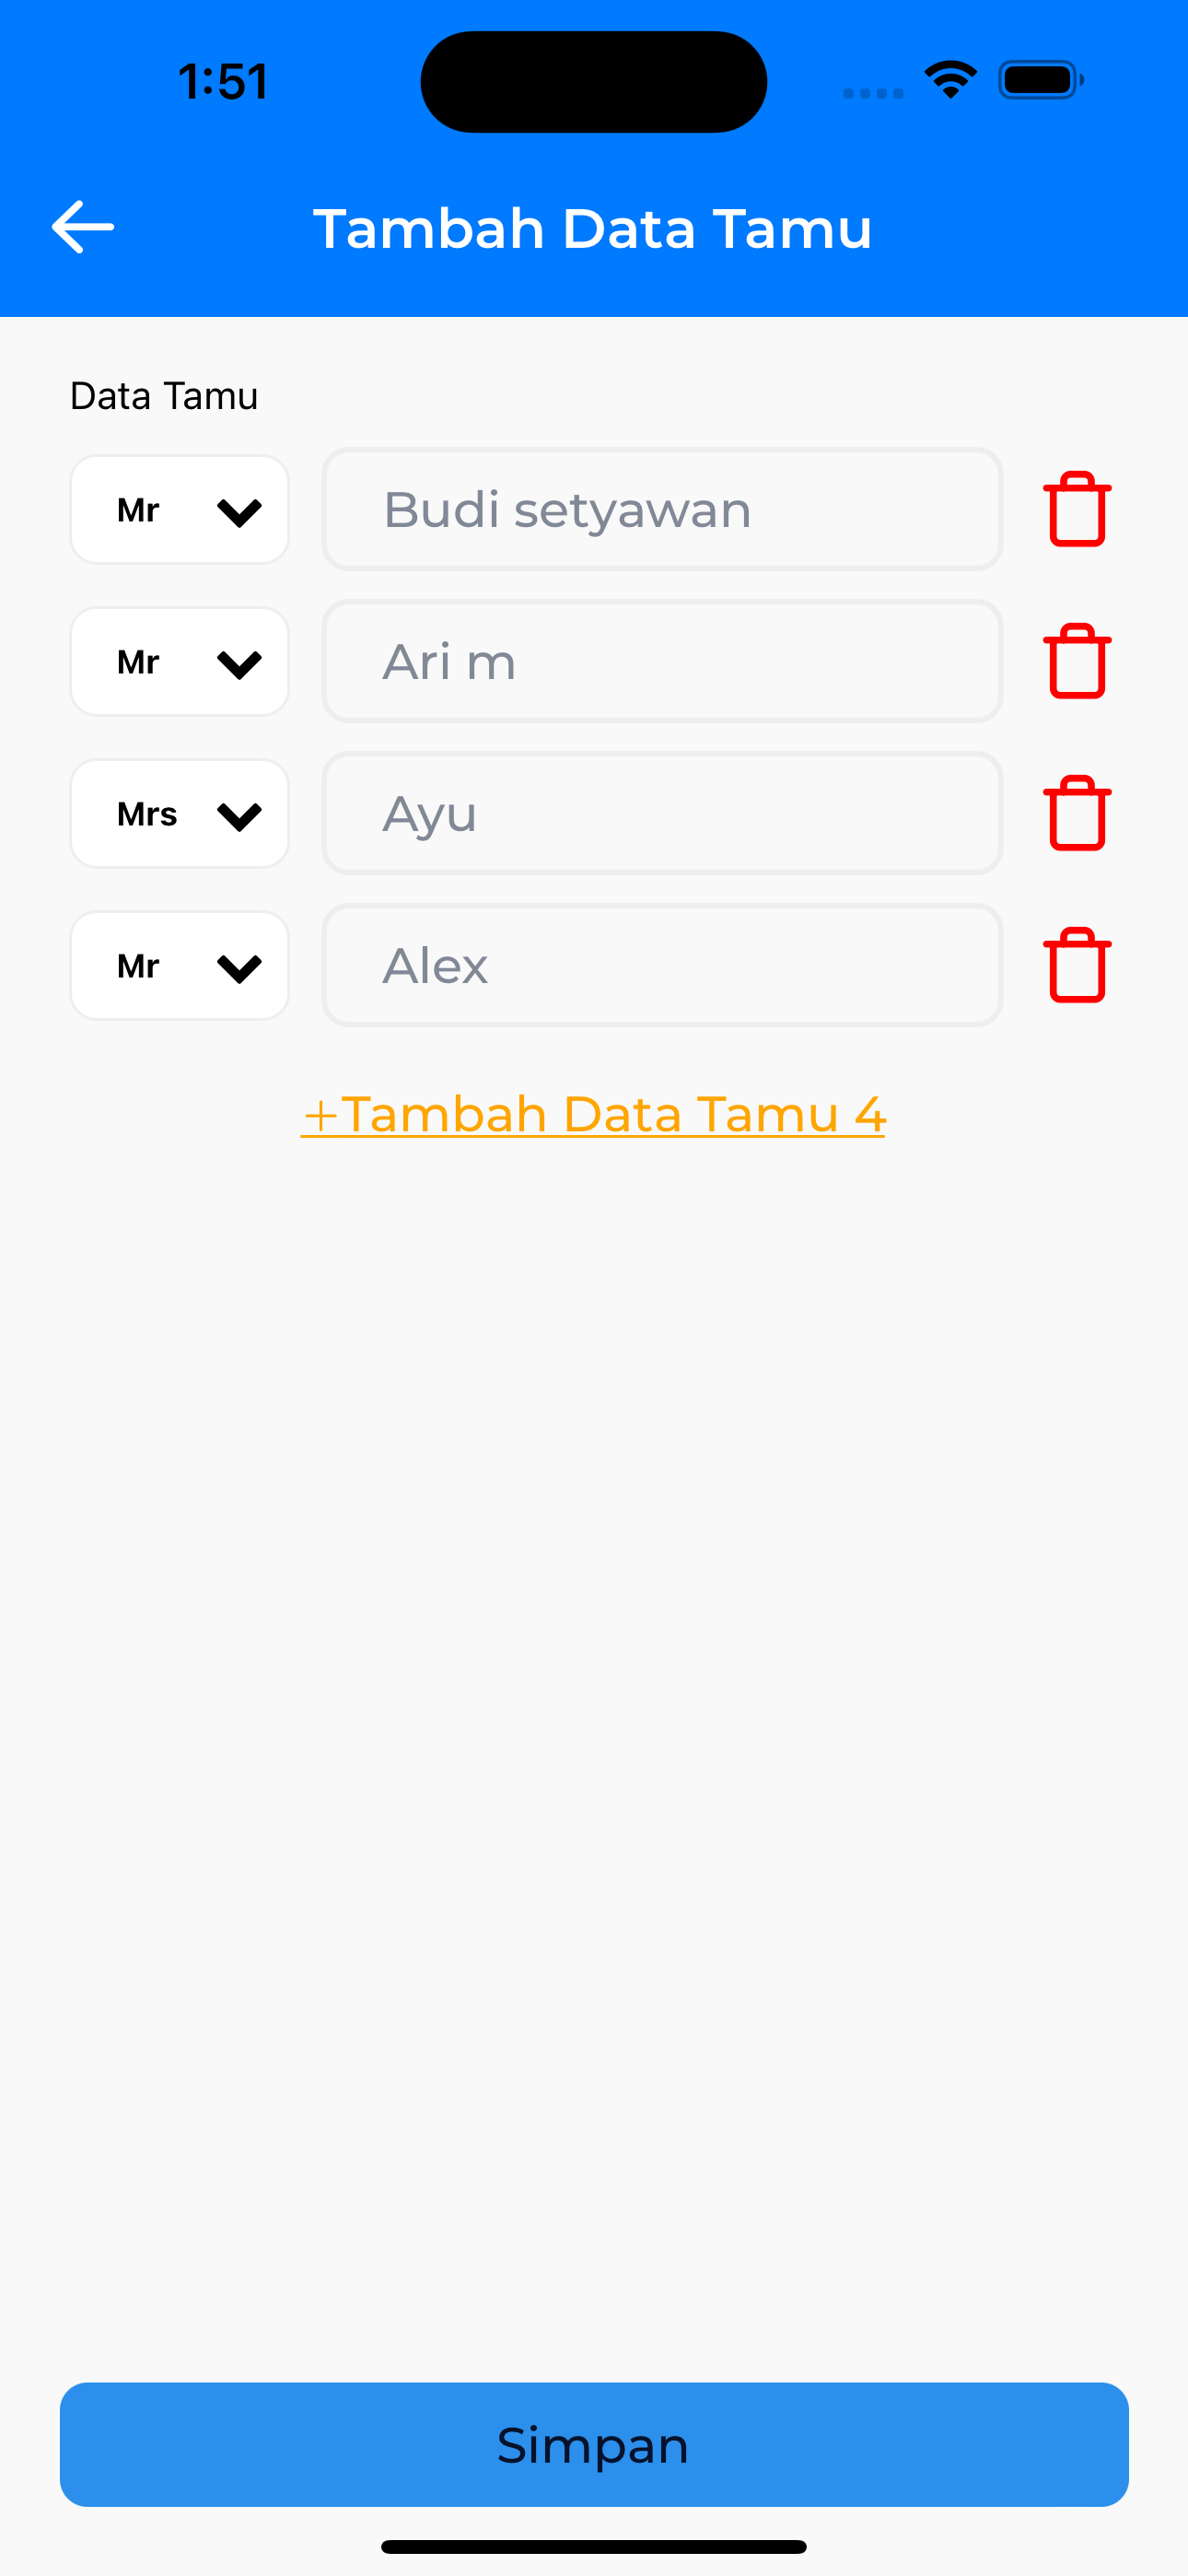 1:51
Tambah Data Tamu
Data Tamu
Mr Budi setyawan
Mr Ari m
Mrs Ayu
Mr Alex
+Tambah Data Tamu 4
Simpan